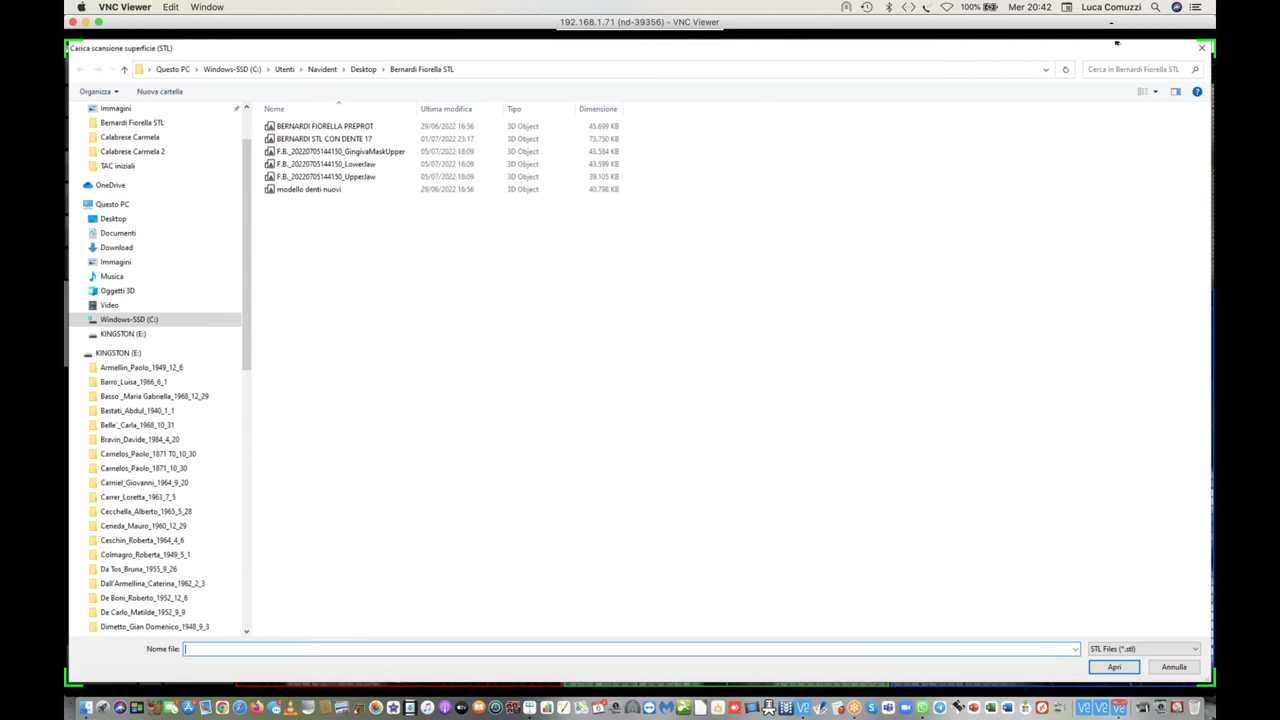 VNC Viewer Edit Window 100% Mer 20:42 Luca Comuzzi
192.168.1.71 (nd-39356) - VNC Viewer
Carica scansione superficie (STL)
Questo PC > Windows-SSD (C:) > Utenti > Navident > Desktop > Bernardi Fiorella STL
Cerca in Bernardi Fiorella STL
Organizza Nuova cartella
Nome Ultima modifica Tipo Dimensione
BERNARDI FIORELLA PREPROT 29/06/2022 16:56 3D Object 45.699 KB
BERNARDI STL CON DENTE 17 01/07/2022 23:17 3D Object 73.750 KB
F.B._20220705144150_GingivaMaskUpper 05/07/2022 18:09 3D Object 43.584 KB
F.B._20220705144150_LowerJaw 05/07/2022 18:09 3D Object 43.599 KB
F.B._20220705144150_UpperJaw 05/07/2022 18:09 3D Object 39.105 KB
modello denti nuovi 29/06/2022 16:56 3D Object 40.798 KB
Immagini
Bernardi Fiorella STL
Calabrese Carmela
Calabrese Carmela 2
TAC iniziali
OneDrive
Questo PC
Desktop
Documenti
Download
Immagini
Musica
Oggetti 3D
Video
Windows-SSD (C:)
KINGSTON (E:)
KINGSTON (E:)
Armellin_Paolo_1949_12_6
Barro_Luisa_1966_6_1
Basso _Maria Gabriella_1968_12_29
Bastati_Abdul_1940_1_1
Belle'_Carla_1968_10_31
Bravin_Davide_1984_4_20
Carnelos_Paolo_1871 T0_10_30
Carnelos_Paolo_1871_10_30
Carniel_Giovanni_1964_9_20
Carrer_Loretta_1963_7_5
Cecchella_Alberto_1965_5_28
Ceneda_Mauro_1960_12_29
Ceschin_Roberta_1964_4_6
Colmagro_Roberta_1949_5_1
Da Tos_Bruna_1955_9_26
Dall'Armellina_Caterina_1962_2_3
De Boni_Roberto_1952_12_6
De Carlo_Matilde_1952_9_9
Dimetto_Gian Domenico_1948_9_3
Nome file: STL Files (*.stl)
Apri Annulla